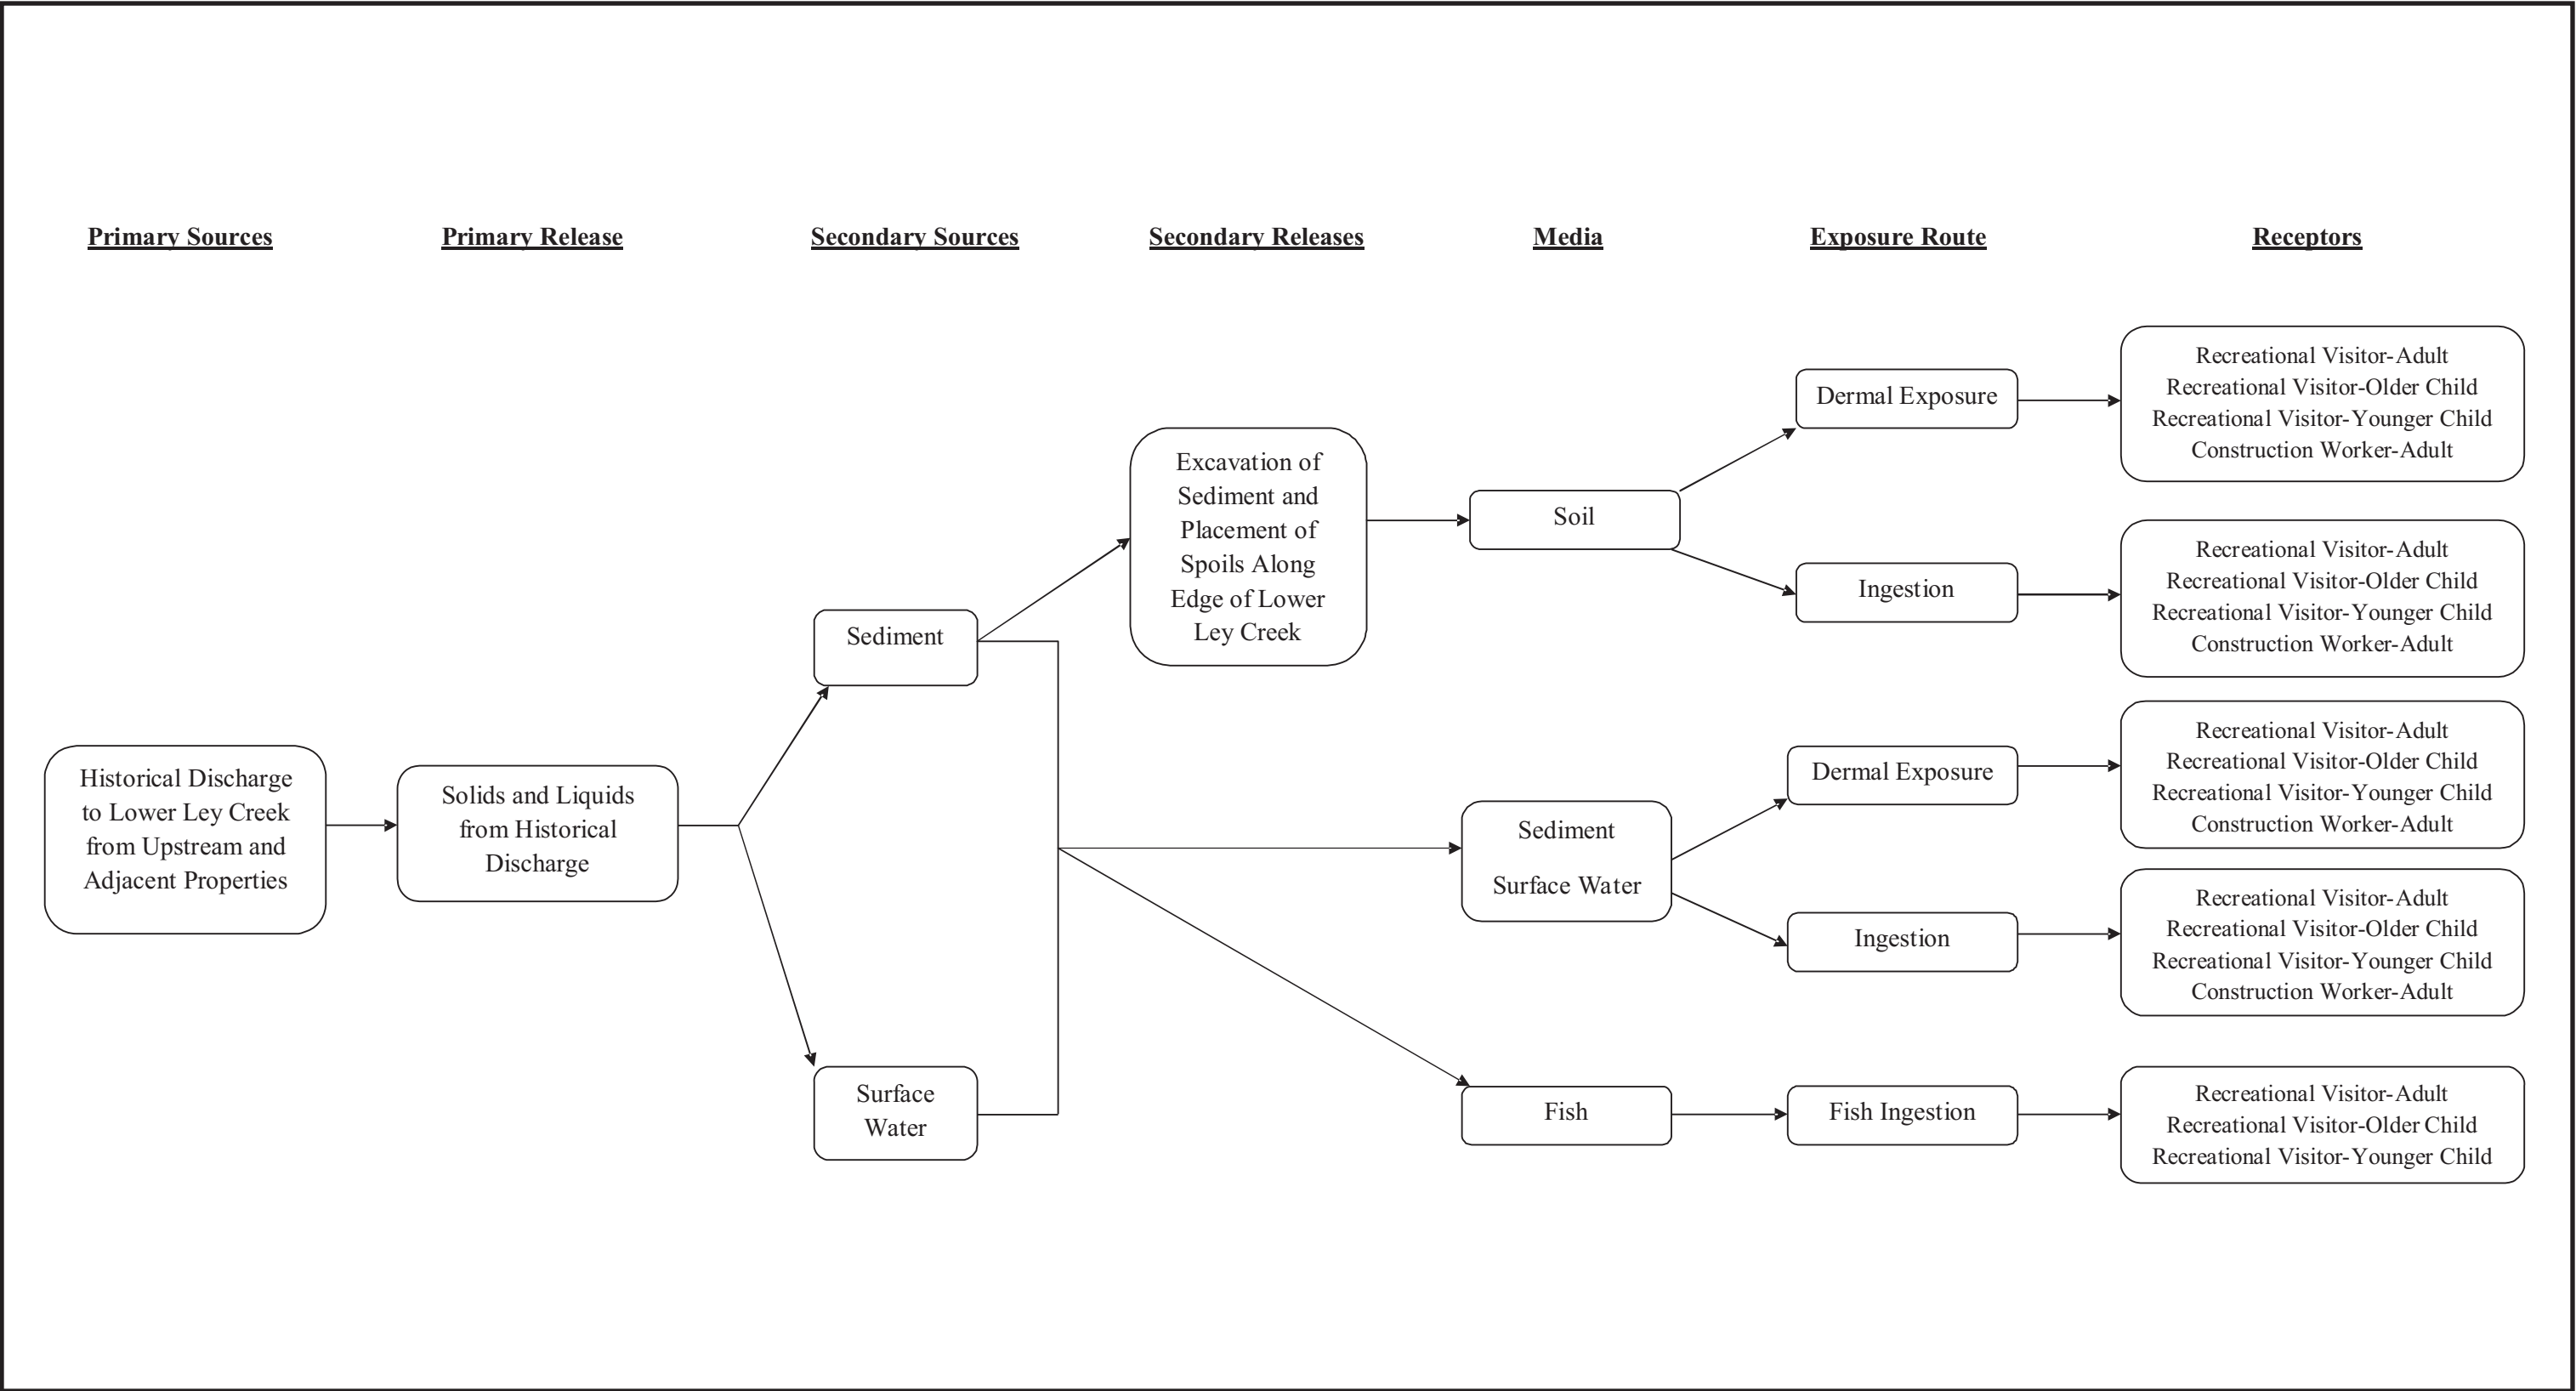 Primary Sources
Primary Release
Secondary Sources
Secondary Releases
Media
Exposure Route
Receptors
Historical Discharge
to Lower Ley Creek
from Upstream and
Adjacent Properties
Solids and Liquids
from Historical
Discharge
Sediment
Surface
Water
Excavation of
Sediment and
Placement of
Spoils Along
Edge of Lower
Ley Creek
Soil
Dermal Exposure
Recreational Visitor-Adult
Recreational Visitor-Older Child
Recreational Visitor-Younger Child
Construction Worker-Adult
Ingestion
Recreational Visitor-Adult
Recreational Visitor-Older Child
Recreational Visitor-Younger Child
Construction Worker-Adult
Sediment
Surface Water
Dermal Exposure
Recreational Visitor-Adult
Recreational Visitor-Older Child
Recreational Visitor-Younger Child
Construction Worker-Adult
Ingestion
Recreational Visitor-Adult
Recreational Visitor-Older Child
Recreational Visitor-Younger Child
Construction Worker-Adult
Fish
Fish Ingestion
Recreational Visitor-Adult
Recreational Visitor-Older Child
Recreational Visitor-Younger Child